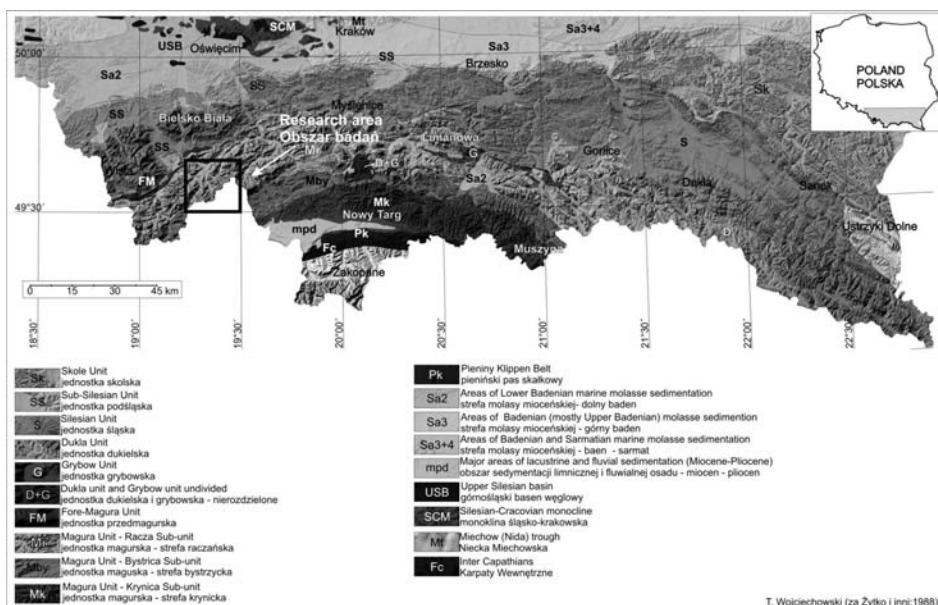 USB
SCM
Mt
Kraków
Oświęcim
Sa3
Sa3+4
50°00'
SS
Brzesko
Sa2
SS
Sk
POLAND
POLSKA
SS
Myślenice
Bielsko Biała
Research area
Obszar badań
Limanowa
SS
G
Gorlice
S
D+G
FM
Mby
Sa2
Dukla
Sanok
49°30'
Mk
Nowy Targ
Ustrzyki Dolne
mpd
Pk
D
Muszyna
Fc
Zakopane
0 15 30 45 km
18°30' 19°00' 19°30' 20°00' 20°30' 21°00' 21°30' 22°00' 22°30'
Sk Skole Unit
jednostka skolska
SS Sub-Silesian Unit
jednostka podśląska
S Silesian Unit
jednostka śląska
D Dukla Unit
jednostka dukielska
G Grybow Unit
jednostka grybowska
D+G Dukla unit and Grybow unit undivided
jednostka dukielska i grybowska - nierozdzielone
FM Fore-Magura Unit
jednostka przedmagurska
Magura Unit - Racza Sub-unit
jednostka magurska - strefa raczańska
Mby Magura Unit - Bystrica Sub-unit
jednostka maguska - strefa bystrzycka
Mk Magura Unit - Krynica Sub-unit
jednostka magurska - strefa krynicka
Pk Pieniny Klippen Belt
pieniński pas skałkowy
Sa2 Areas of Lower Badenian marine molasse sedimentation
strefa molasy mioceńskiej- dolny baden
Sa3 Areas of Badenian (mostly Upper Badenian) molasse sedimention
strefa molasy mioceńskiej - górny baden
Sa3+4 Areas of Badenian and Sarmatian marine molasse sedimentation
strefa molasy mioceńskiej - baen - sarmat
mpd Major areas of lacustrine and fluvial sedimentation (Miocene-Pliocene)
obszar sedymentacji limnicznej i fluwialnej osadu - miocen - pliocen
USB Upper Silesian basin
górnośląski basen węglowy
SCM Silesian-Cracovian monocline
monoklina śląsko-krakowska
Mt Miechow (Nida) trough
Niecka Miechowska
Fc Inter Capathians
Karpaty Wewnętrzne
T. Wojciechowski (za Żytko i inni:1988)